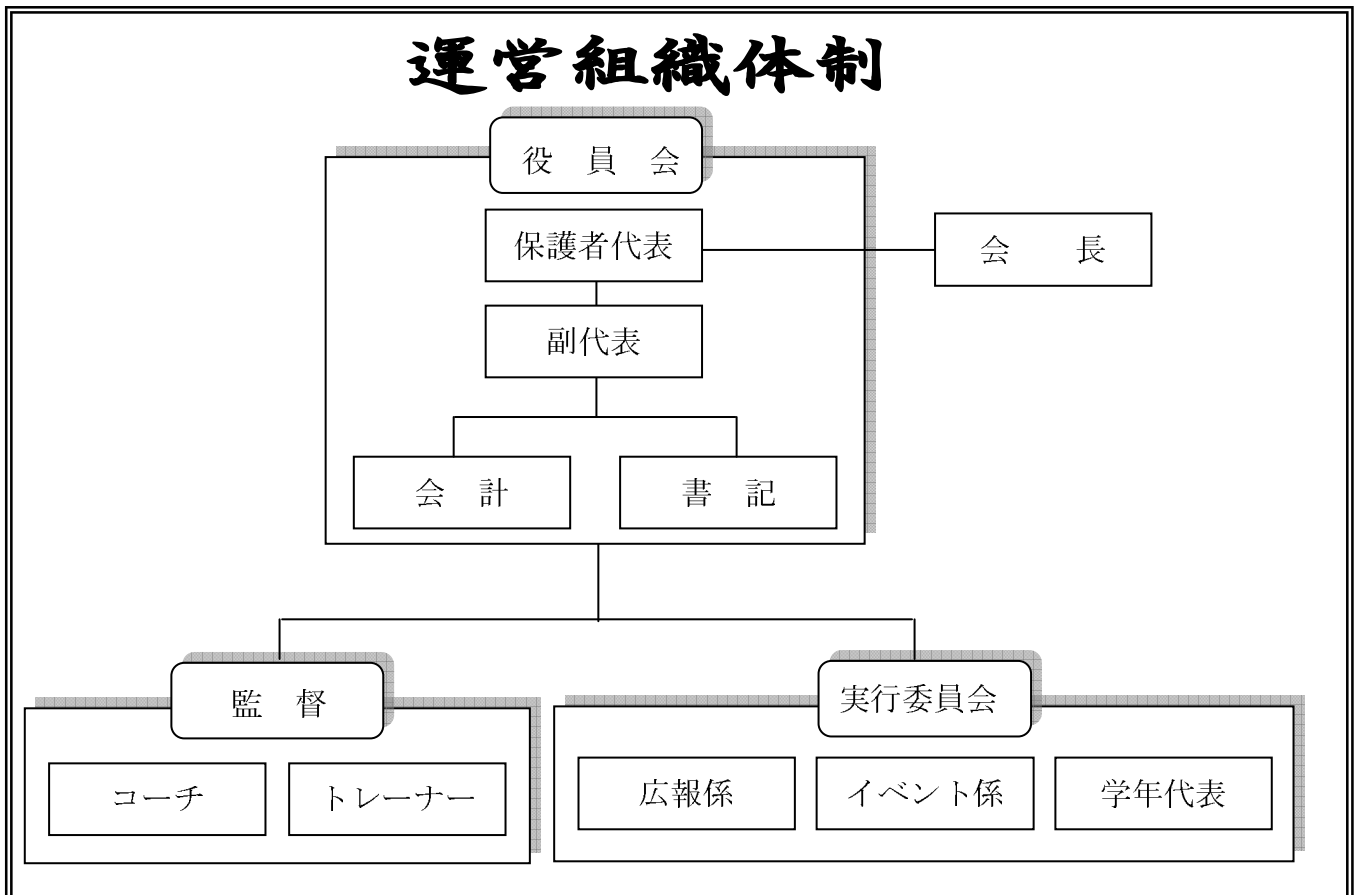 運営組織体制
役　員　会
保護者代表
会　　長
副代表
会　計
書　記
監　督
実行委員会
コーチ
トレーナー
広報係
イベント係
学年代表